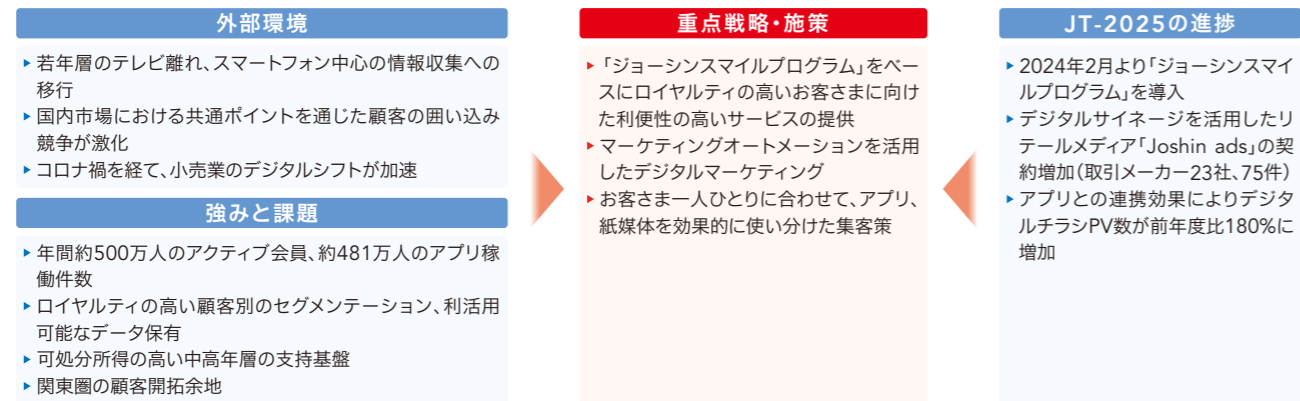 外部環境
▸若年層のテレビ離れ、スマートフォン中心の情報収集への
移行
▸国内市場における共通ポイントを通じた顧客の囲い込み
競争が激化
▸コロナ禍を経て、小売業のデジタルシフトが加速
強みと課題
▸年間約500万人のアクティブ会員、約481万人のアプリ稼
働件数
▸ロイヤルティの高い顧客別のセグメンテーション、利活用
可能なデータ保有
▸可処分所得の高い中高年層の支持基盤
▸関東圏の顧客開拓余地
重点戦略・施策
▸「ジョーシンスマイルプログラム」をベー
スにロイヤルティの高いお客さまに向け
た利便性の高いサービスの提供
▸マーケティングオートメーションを活用
したデジタルマーケティング
▸お客さま一人ひとりに合わせて、アプリ、
紙媒体を効果的に使い分けた集客策
JT-2025の進捗
▸2024年2月より「ジョーシンスマイ
ルプログラム」を導入
▸デジタルサイネージを活用したリ
テールメディア「Joshin ads」の契
約増加（取引メーカー23社、75件）
▸アプリとの連携効果によりデジタ
ルチラシPV数が前年度比180%に
増加